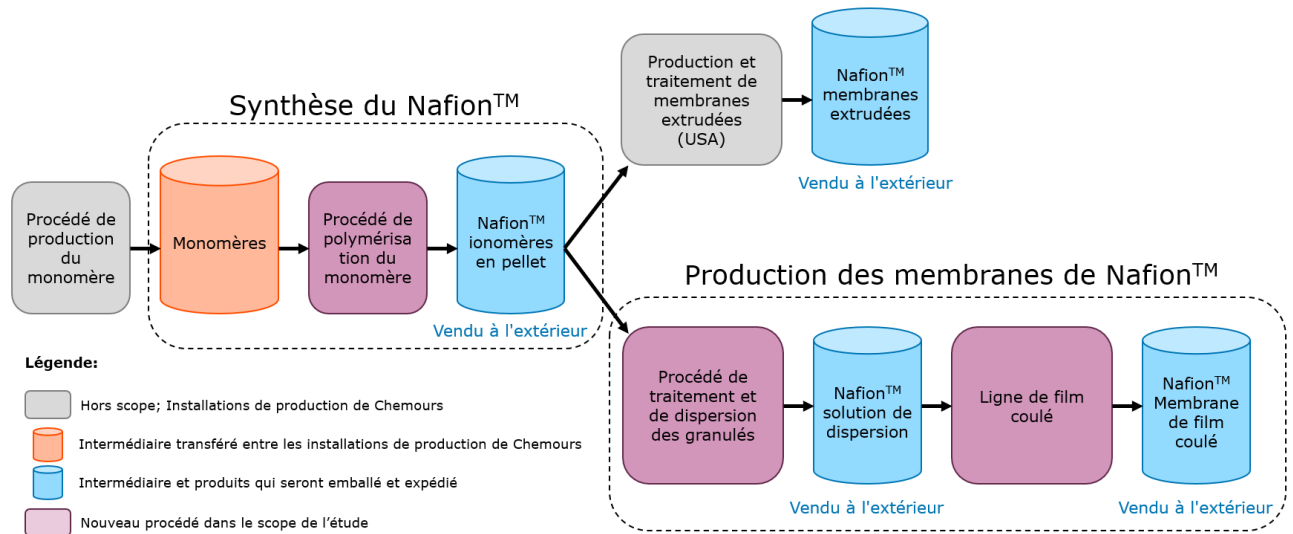 Synthèse du Nafion™
Procédé de
production
du
monomère
Monomères
Procédé de
polymérisa
tion du
monomère
Nafion™
ionomères
en pellet
Vendu à l'extérieur
Production et
traitement de
membranes
extrudées
(USA)
Nafion™
membranes
extrudées
Vendu à l'extérieur
Production des membranes de Nafion™
Procédé de
traitement et
de dispersion
des granulés
Nafion™
solution de
dispersion
Vendu à l'extérieur
Ligne de film
coulé
Nafion™
Membrane
de film
coulé
Vendu à l'extérieur
Légende:
Hors scope; Installations de production de Chemours
Intermédiaire transféré entre les installations de production de Chemours
Intermédiaire et produits qui seront emballé et expédié
Nouveau procédé dans le scope de l'étude